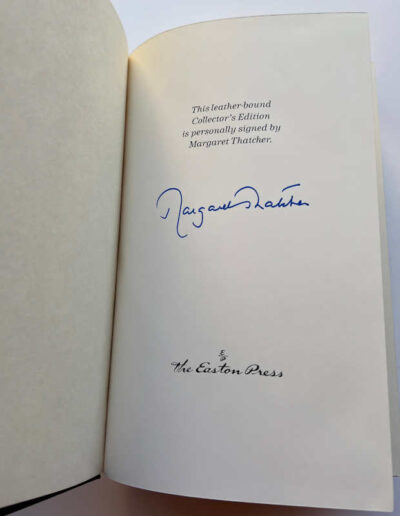 This leather-bound
Collector's Edition
is personally signed by
Margaret Thatcher.
Margaret Thatcher
E
P
the Easton Press